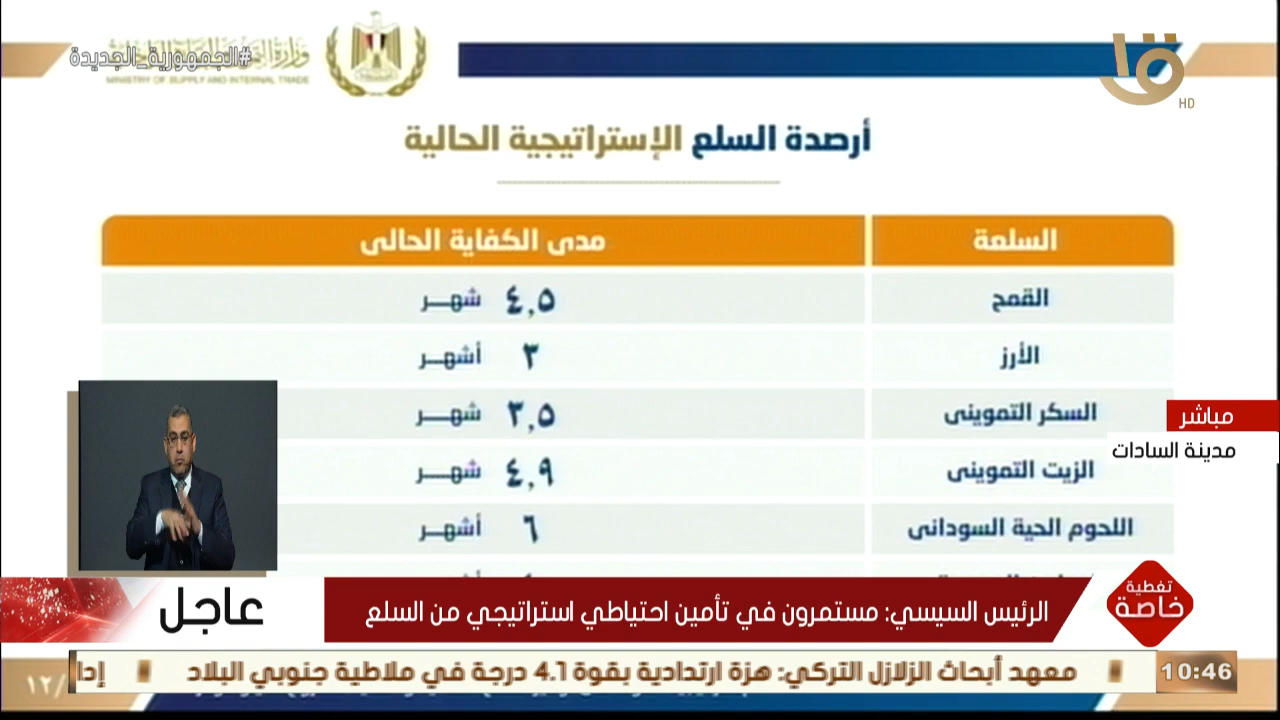 #الجمهورية_الجديدة
MINISTRY OF SUPPLY AND INTERNAL TRADE
HD
أرصدة السلع الإستراتيجية الحالية
السلعة
مدى الكفاية الحالى
القمح
٤,٥ شهر
الأرز
٣ أشهر
السكر التموينى
٣,٥ شهر
الزيت التموينى
٤,٩ شهر
اللحوم الحية السودانى
٦ أشهر
مباشر
مدينة السادات
تغطية
خاصة
عاجل
الرئيس السيسي: مستمرون في تأمين احتياطي استراتيجي من السلع
معهد أبحاث الزلازل التركي: هزة ارتدادية بقوة 4.1 درجة في ملاطية جنوبي البلاد
10:46